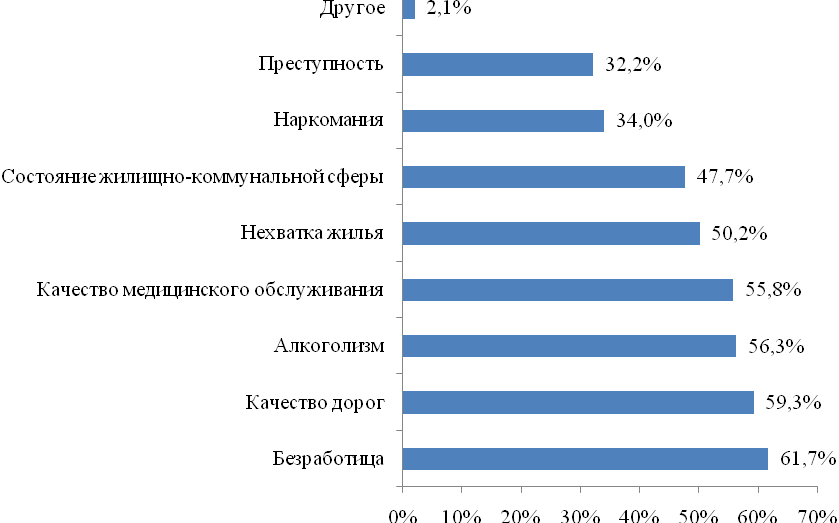 Другое 2,1%
Преступность 32,2%
Наркомания 34,0%
Состояние жилищно-коммунальной сферы 47,7%
Нехватка жилья 50,2%
Качество медицинского обслуживания 55,8%
Алкоголизм 56,3%
Качество дорог 59,3%
Безработица 61,7%
0% 10% 20% 30% 40% 50% 60% 70%